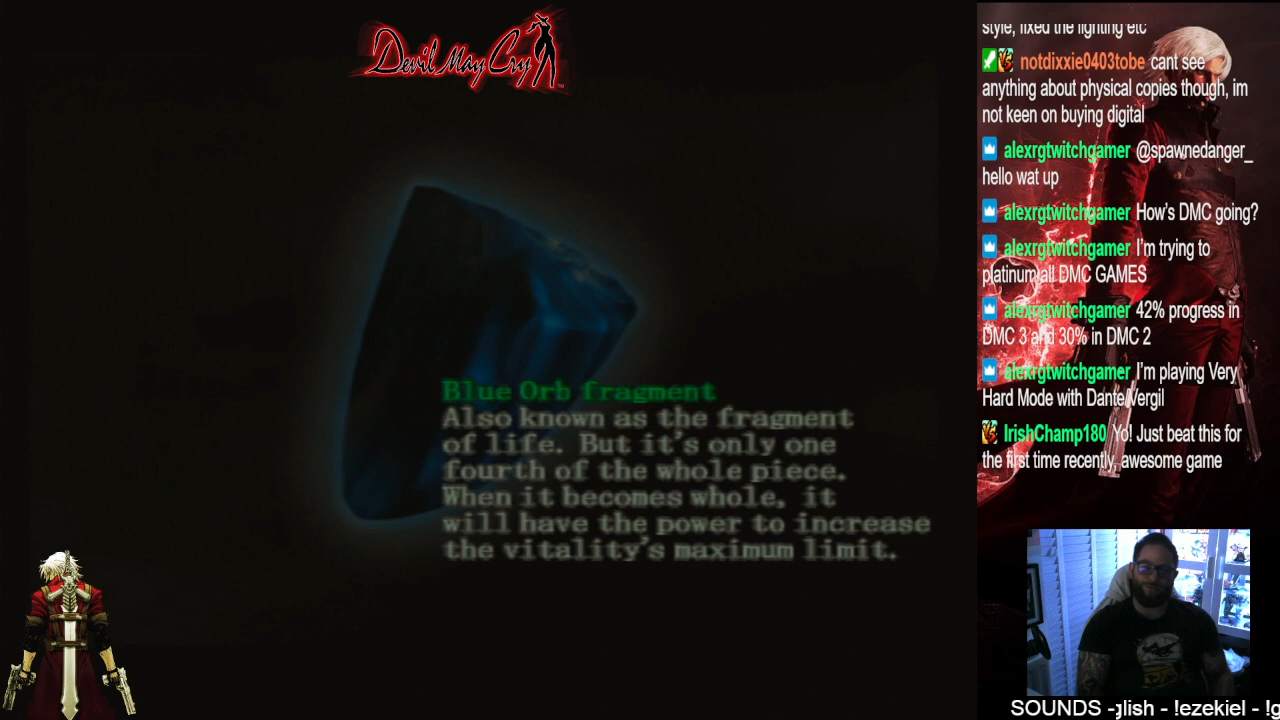 Devil May Cry
TM
Blue Orb fragment
Also known as the fragment
of life. But it's only one
fourth of the whole piece.
When it becomes whole, it
will have the power to increase
the vitality's maximum limit.
style, fixed the lighting etc
notdixxie0403tobe cant see
anything about physical copies though, im
not keen on buying digital
alexrgtwitchgamer @spawnedanger_
hello wat up
alexrgtwitchgamer How's DMC going?
alexrgtwitchgamer I'm trying to
platinum all DMC GAMES
alexrgtwitchgamer 42% progress in
DMC 3 and 30% in DMC 2
alexrgtwitchgamer I'm playing Very
Hard Mode with Dante/Vergil
IrishChamp180 Yo! Just beat this for
the first time recently, awesome game
SOUNDS -glish - !ezekiel - !g